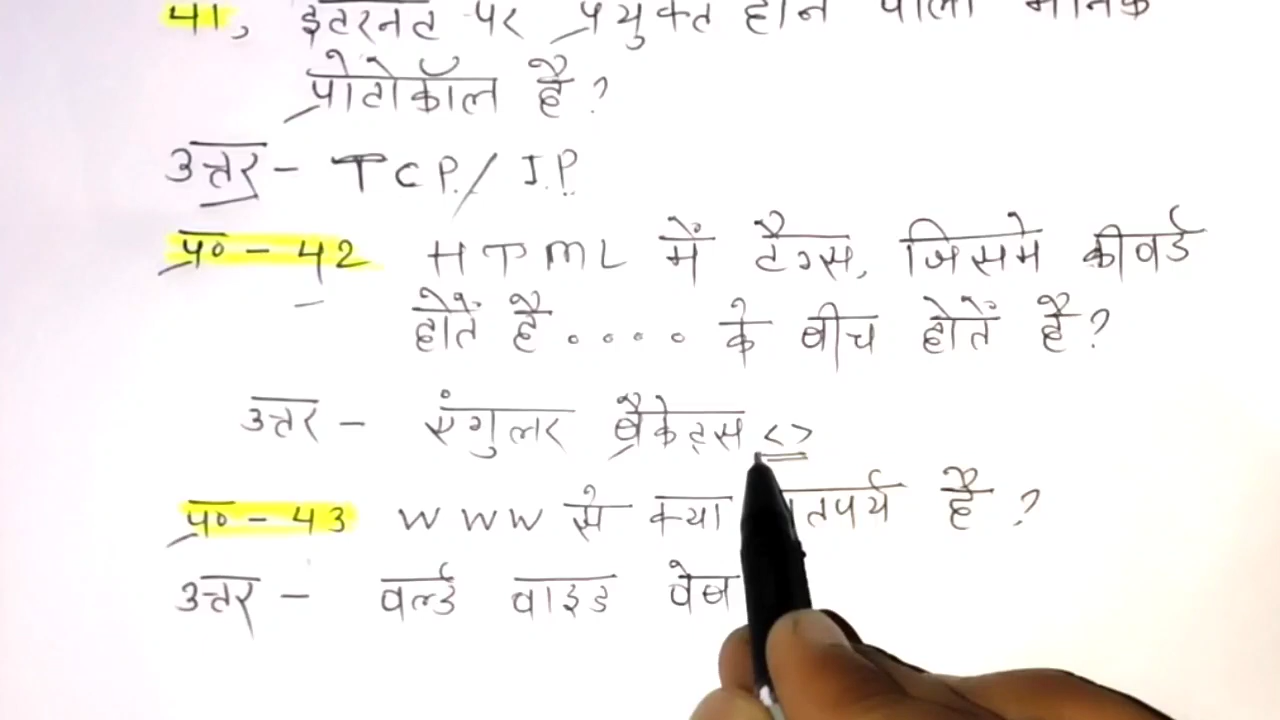 41, इंटरनेट पर प्रयुक्त होने वाला मानक
प्रोटोकॉल है ?
उत्तर - TCP/IP
प्र० - 42 HTML में टैग्स, जिसमे कीवर्ड
होते है .... के बीच होतें है ?
उत्तर - एंगुलर ब्रैकेट्स < >
प्र० - 43 WWW से क्या तातपर्य है ?
उत्तर - वर्ल्ड वाइड वेब